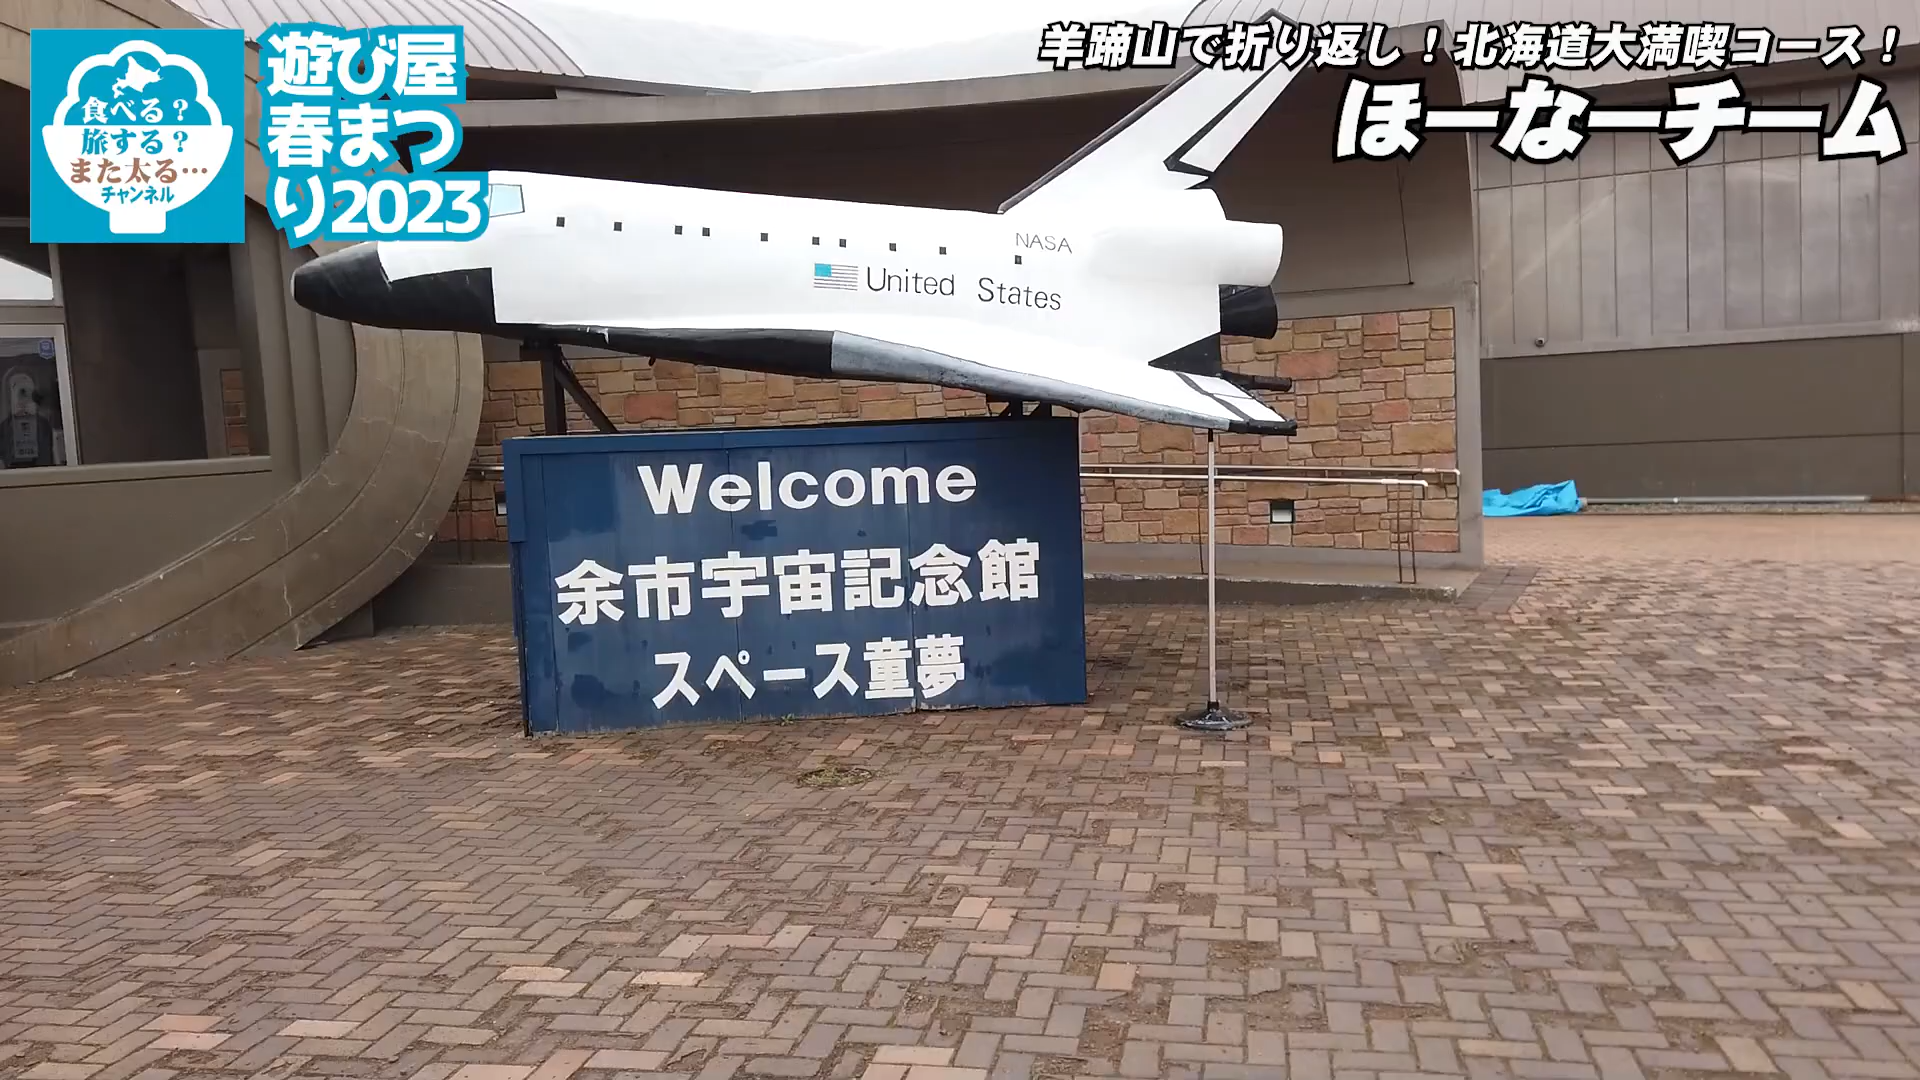 食べる？
旅する？
また太る…
チャンネル
遊び屋
春まつ
り2023
羊蹄山で折り返し！北海道大満喫コース！
ほーなーチーム
NASA
United States
Welcome
余市宇宙記念館
スペース童夢